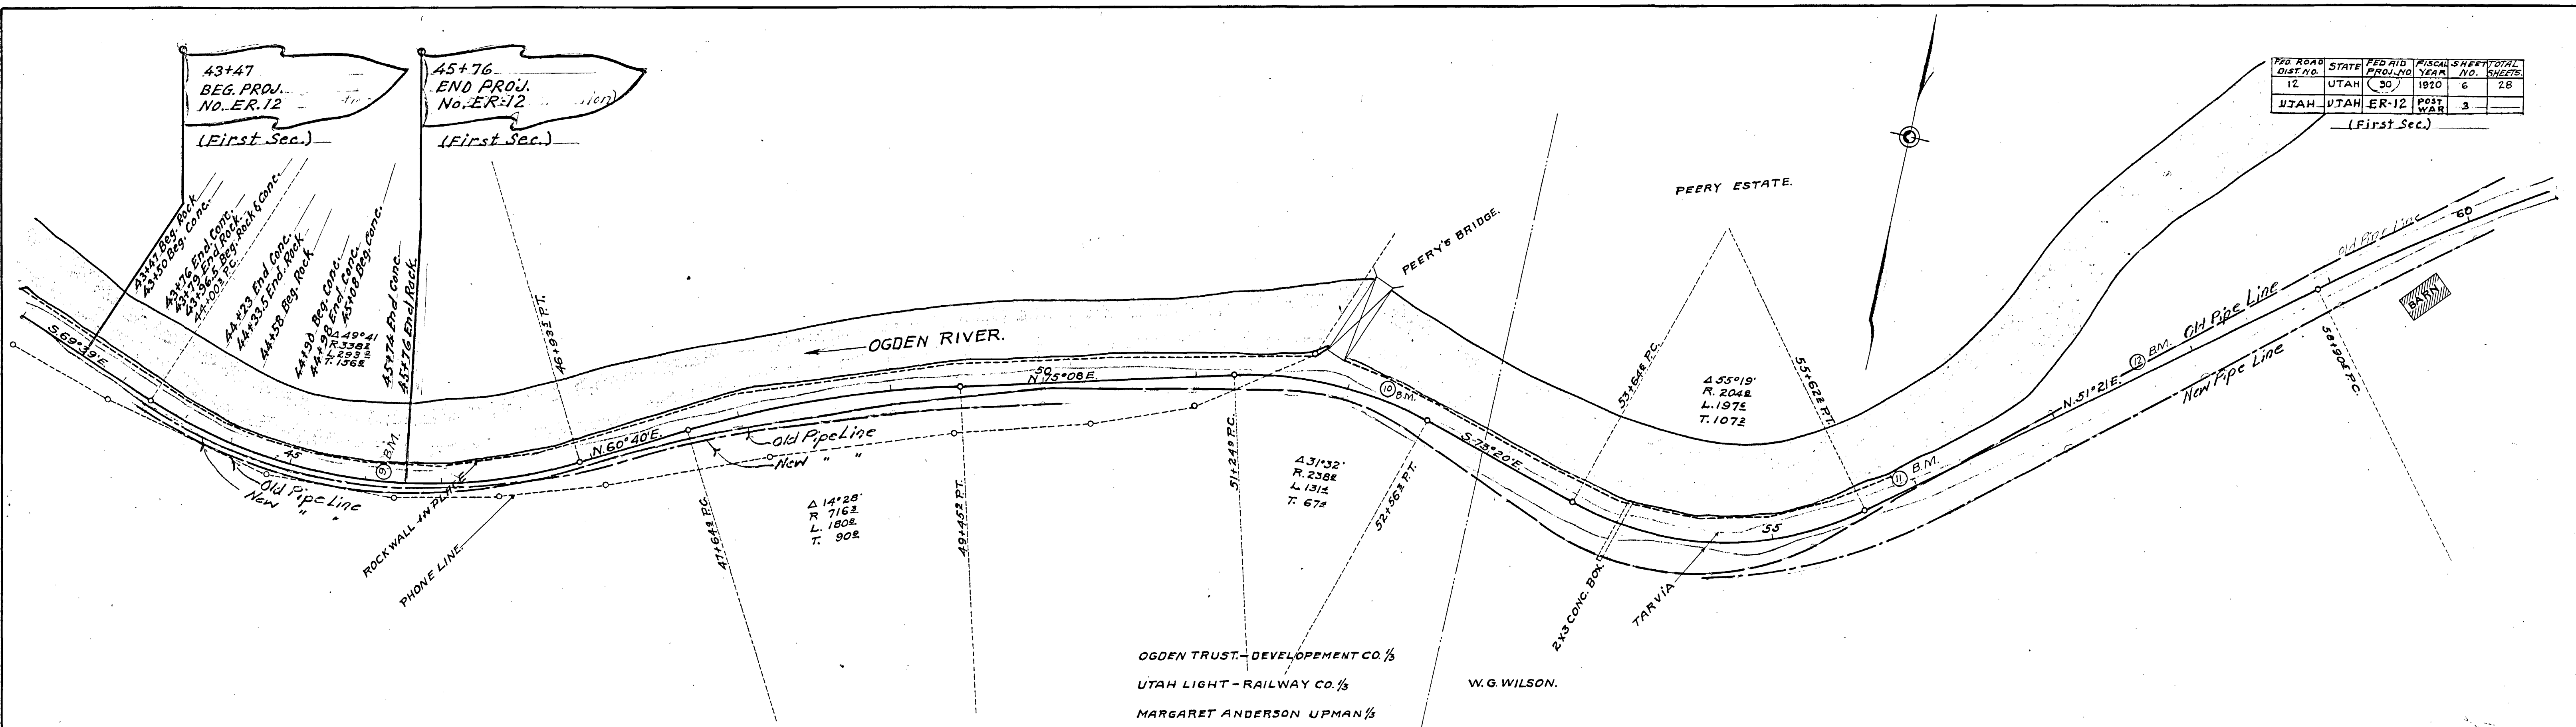 43+47
BEG. PROJ.
NO. ER.12
(First Sec.)
45+76
END PROJ.
No. ER-12
(First Sec.)
FED. ROAD DIST. NO. STATE FED AID PROJ. NO FISCAL YEAR SHEET NO. TOTAL SHEETS.
12 UTAH 30 1920 6 28
UTAH UTAH ER-12 POST WAR 3
(First Sec.)
43+47 Beg. Rock
43+50 Beg. Conc.
43+76 End. Conc.
43+79 End Rock.
43+96.5 Beg. Rock & Conc.
44+00 P.C.
44+23 End Conc.
44+33.5 End. Rock
44+58 Beg. Rock
44+90 Beg. Conc.
44+98 End Conc.
45+08 Beg. Conc.
45+74 End Conc.
45+76 End Rock.
Δ 49°41
R. 338
L. 293
T. 156
46+93 P.T.
S. 69°39'E.
45
9 B.M.
Old Pipe Line
New " "
ROCKWALL IN PLACE
PHONE LINE
N. 60°40'E.
47+64 P.C.
Old Pipe Line
New " "
Δ 14°28'
R 716
L. 180
T. 90
49+45 P.T.
OGDEN RIVER.
50
N. 75°08'E.
51+24 P.C.
PEERY'S BRIDGE.
10 B.M.
Δ 31°32'
R. 238
L. 131
T. 67
52+56 P.T.
S-73°20'E.
PEERY ESTATE.
53+64 P.C.
Δ 55°19'
R. 204
L. 197
T. 107
55+62 P.T.
2x3 CONC. BOX.
TARVIA
55
11 B.M.
N. 51°21'E.
12 B.M.
Old Pipe Line
New Pipe Line
58+90 P.C.
Old Pipe Line
60
BARN
OGDEN TRUST.-DEVELOPEMENT CO. 1/3
UTAH LIGHT-RAILWAY CO. 1/3
MARGARET ANDERSON UPMAN 1/3
W. G. WILSON.